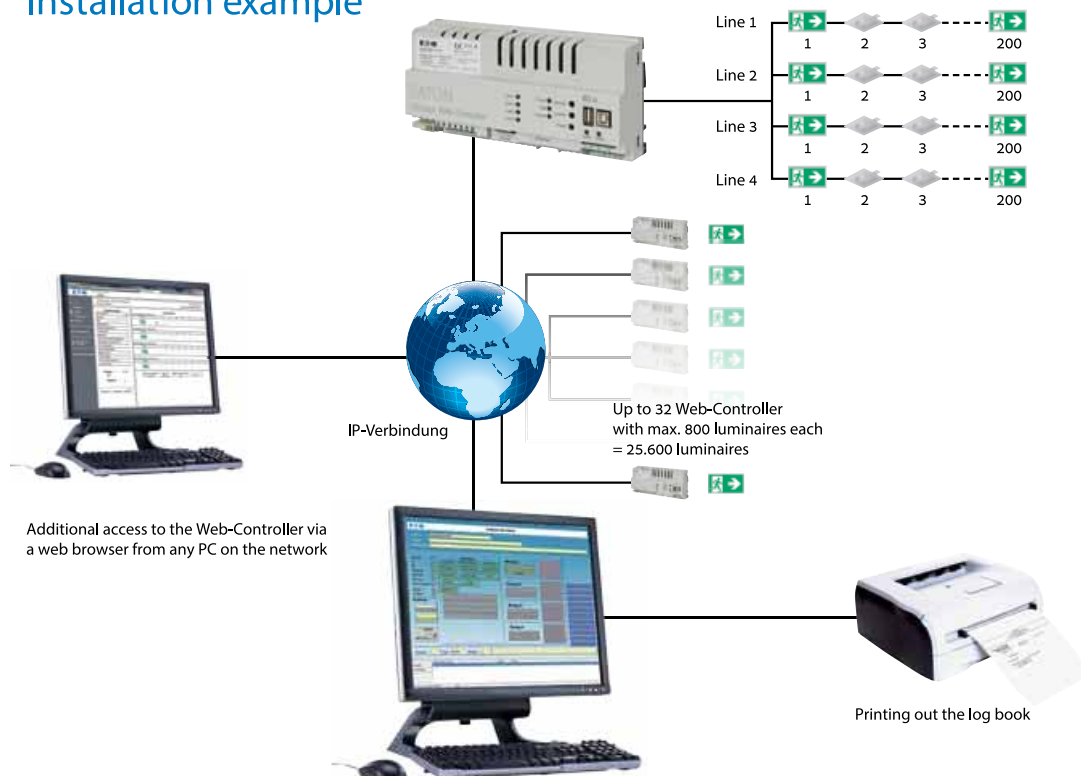 Installation example
Line 1
1 2 3 200
Line 2
1 2 3 200
Line 3
1 2 3 200
Line 4
1 2 3 200
IP-Verbindung
Up to 32 Web-Controller
with max. 800 luminaires each
= 25.600 luminaires
Additional access to the Web-Controller via
a web browser from any PC on the network
Printing out the log book